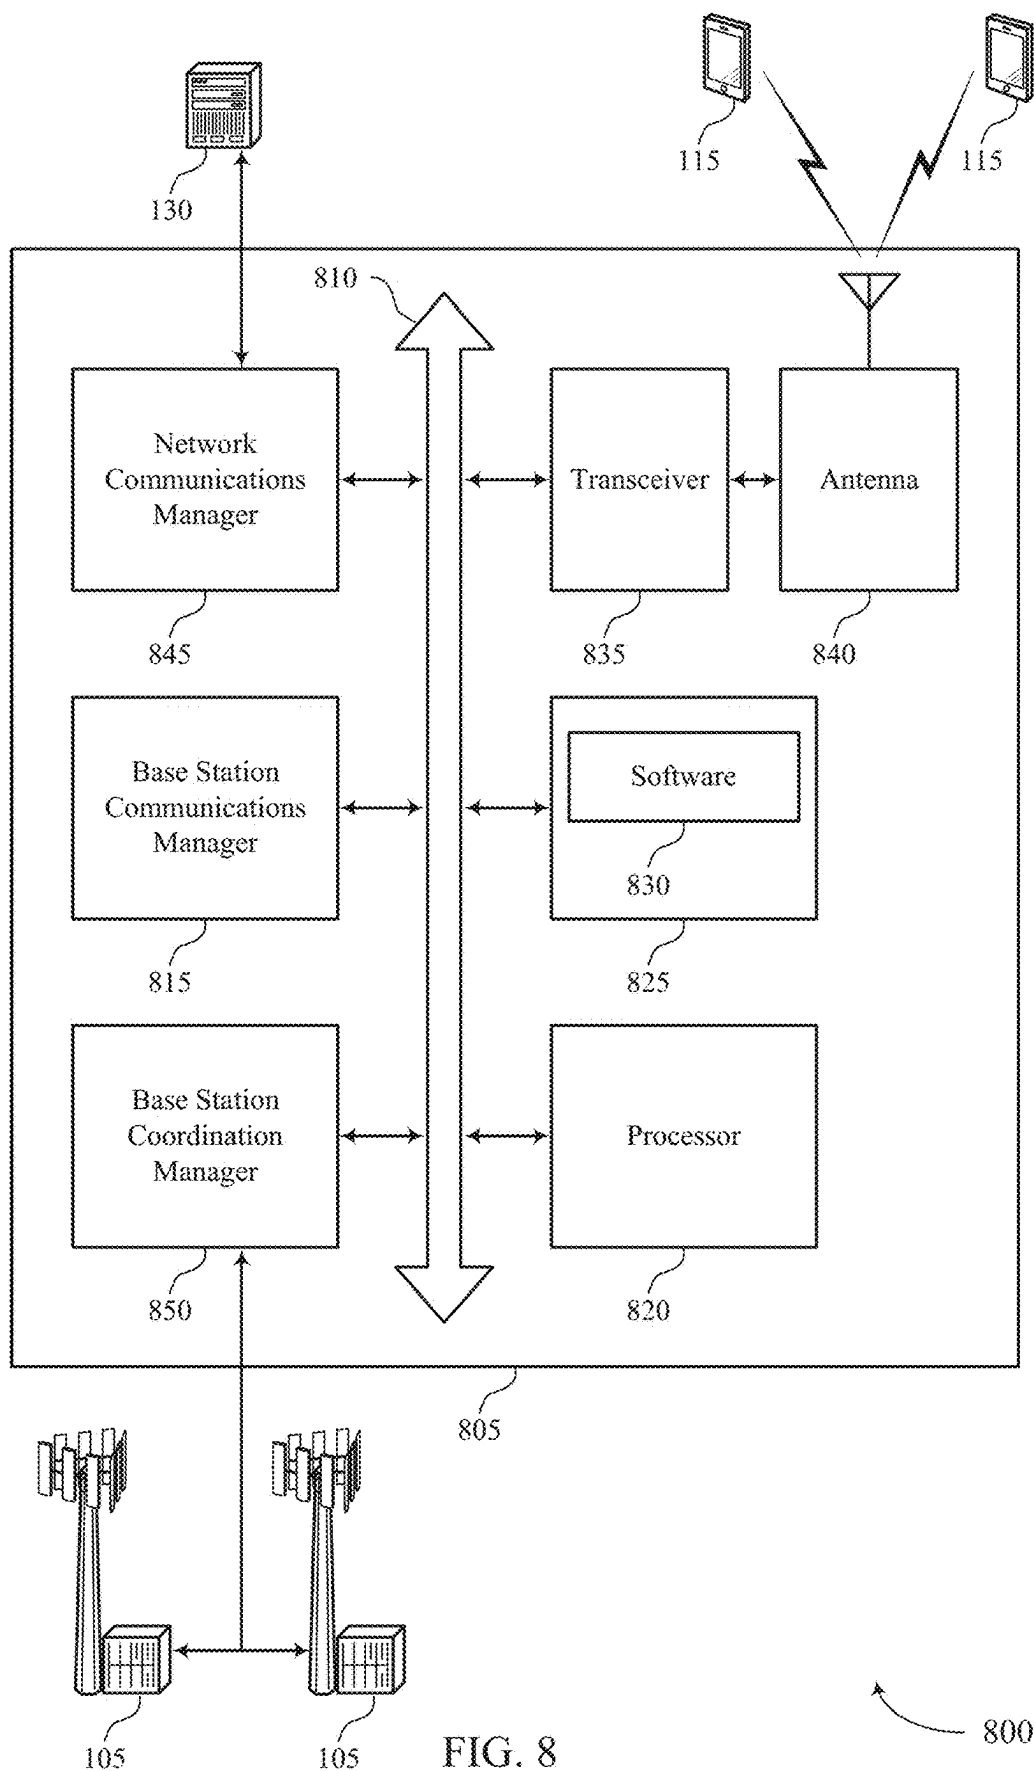 115
115
130
810
Network
Communications
Manager
Transceiver
Antenna
845
835
840
Base Station
Communications
Manager
Software
830
815
825
Base Station
Coordination
Manager
Processor
850
820
805
105
105
FIG. 8
800